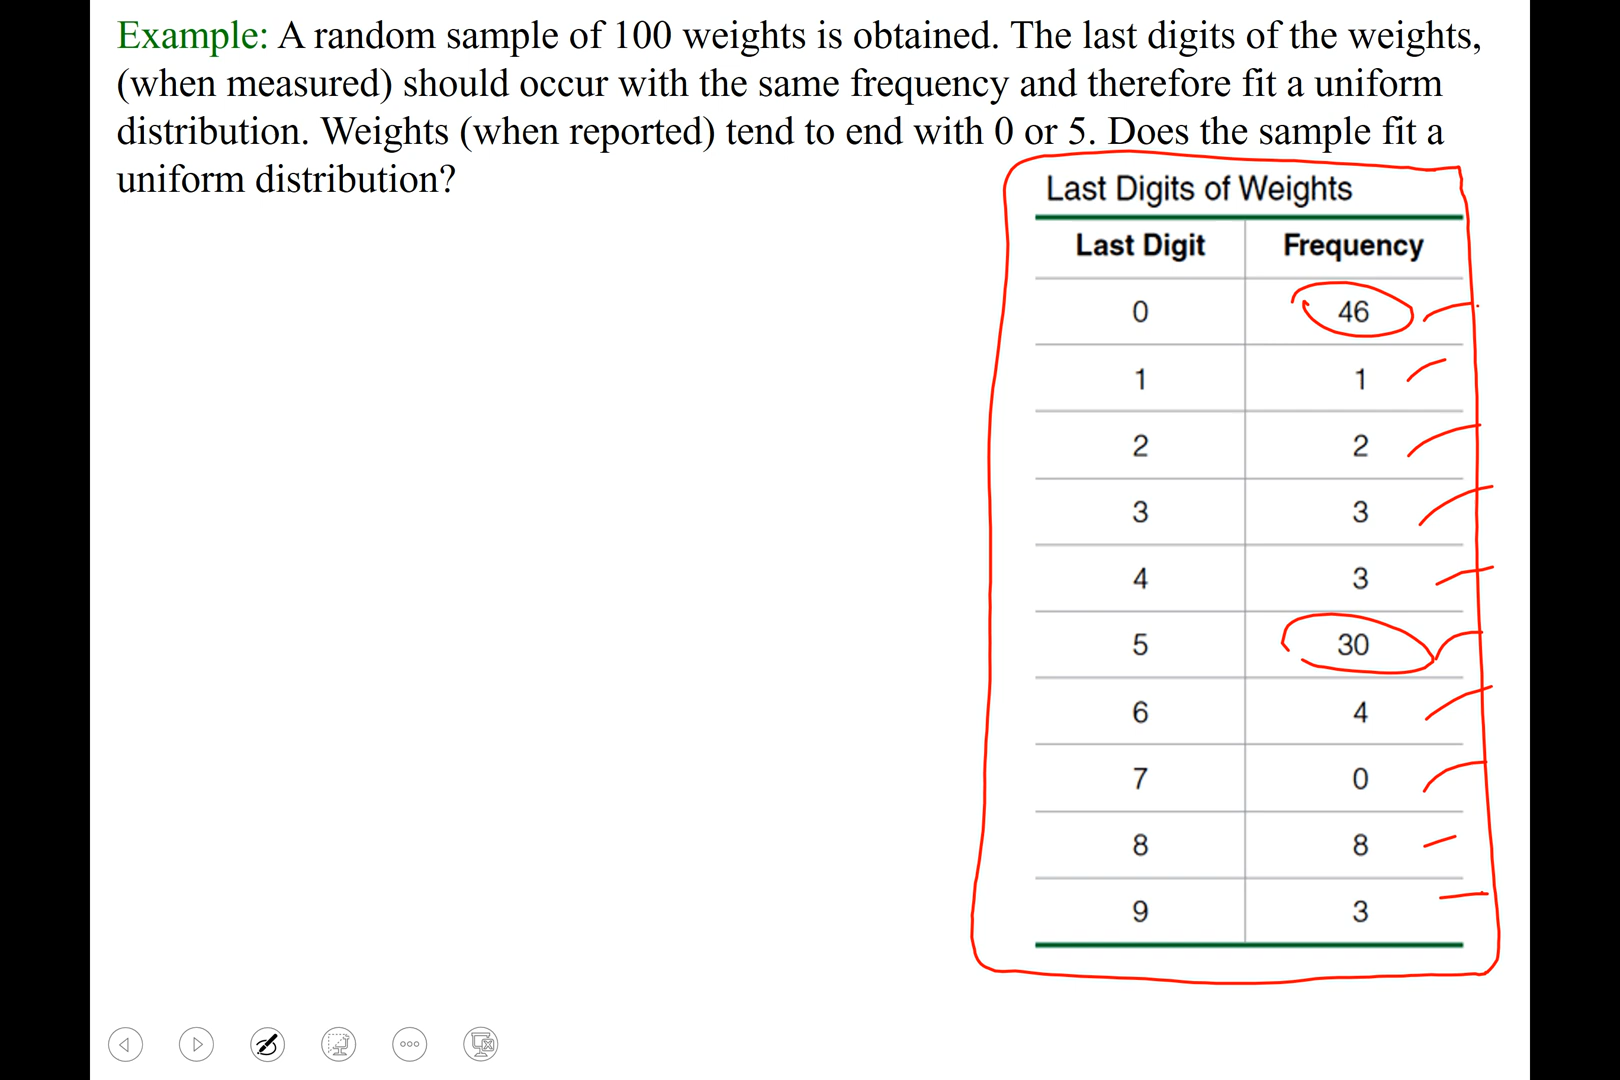 Example: A random sample of 100 weights is obtained. The last digits of the weights,
(when measured) should occur with the same frequency and therefore fit a uniform
distribution. Weights (when reported) tend to end with 0 or 5. Does the sample fit a
uniform distribution?
Last Digits of Weights
Last Digit Frequency
0 46
1 1
2 2
3 3
4 3
5 30
6 4
7 0
8 8
9 3